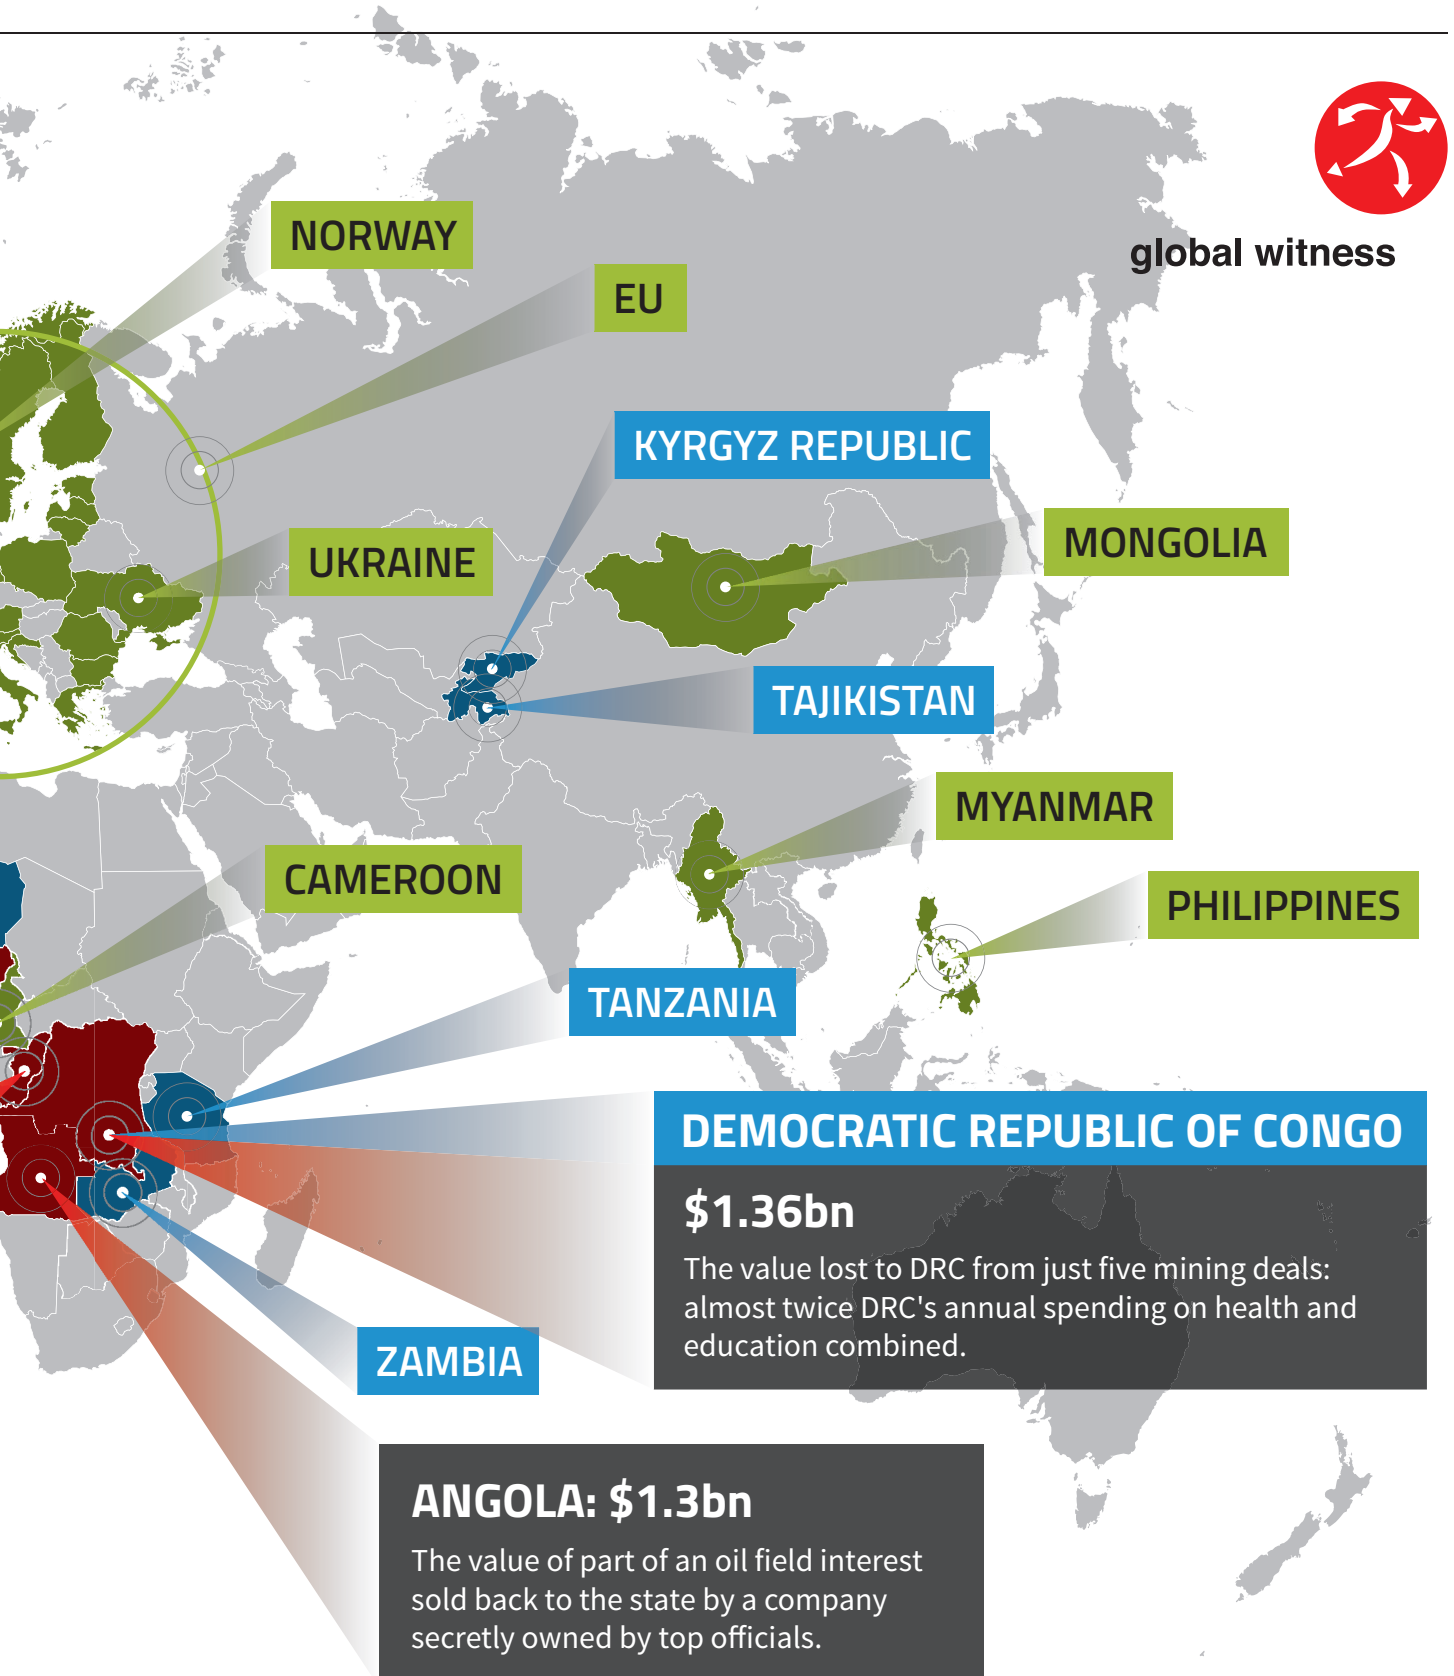 global witness
NORWAY
EU
KYRGYZ REPUBLIC
MONGOLIA
UKRAINE
TAJIKISTAN
MYANMAR
CAMEROON
PHILIPPINES
TANZANIA
DEMOCRATIC REPUBLIC OF CONGO
$1.36bn
The value lost to DRC from just five mining deals:
almost twice DRC's annual spending on health and
education combined.
ZAMBIA
ANGOLA: $1.3bn
The value of part of an oil field interest
sold back to the state by a company
secretly owned by top officials.